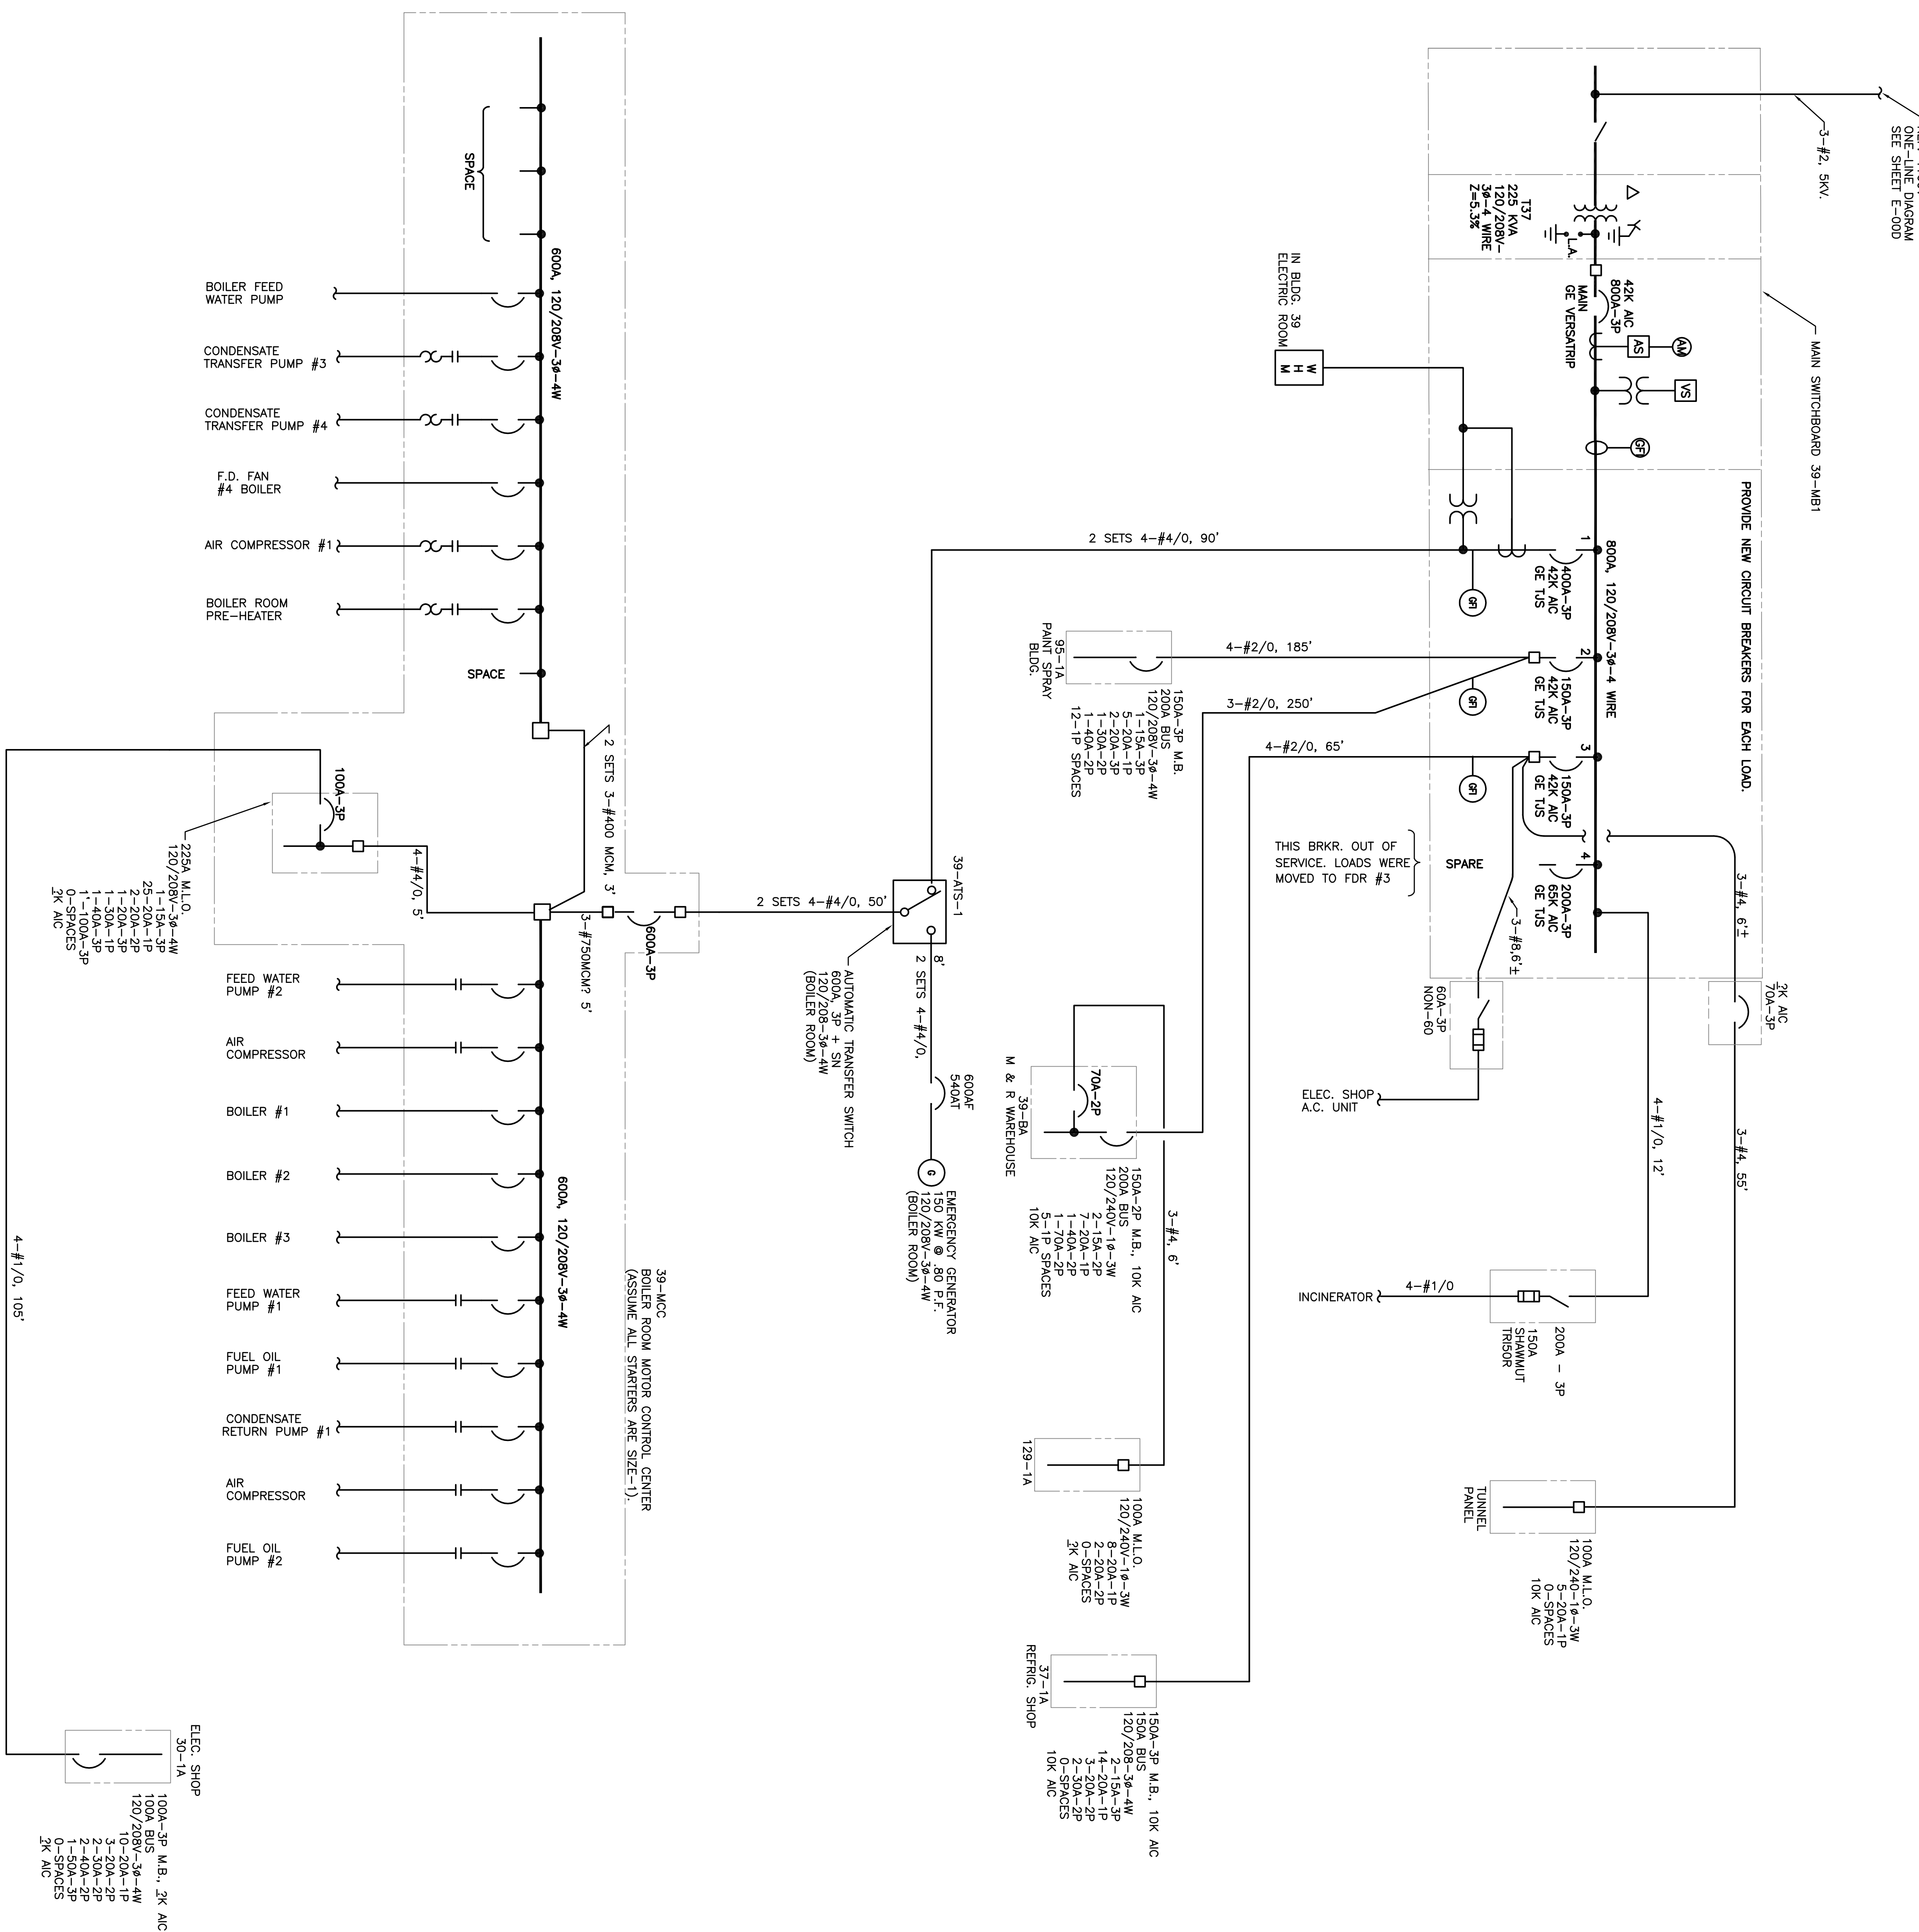 ONE-LINE DIAGRAM
SEE SHEET E-00D
3-#2, 5KV.
T37
225 KVA
120/208V-
3ø-4 WIRE
Z=5.3%
L.A.
42K AIC
800A-3P
MAIN
GE VERSATRIP
AS
AM
VS
GFI
MAIN SWITCHBOARD 39-MB1
IN BLDG. 39
ELECTRIC ROOM
W
H
M
PROVIDE NEW CIRCUIT BREAKERS FOR EACH LOAD.
800A, 120/208V-3ø-4 WIRE
1
400A-3P
42K AIC
GE TJS
GFI
2
150A-3P
42K AIC
GE TJS
GFI
3
150A-3P
42K AIC
GE TJS
GFI
4
200A-3P
65K AIC
GE TJS
SPARE
THIS BRKR. OUT OF
SERVICE. LOADS WERE
MOVED TO FDR #3
2 SETS 4-#4/0, 90'
4-#2/0, 185'
3-#2/0, 250'
4-#2/0, 65'
3-#8,6'±
3-#4, 6'±
?K AIC
70A-3P
60A-3P
NON-60
ELEC. SHOP
A.C. UNIT
4-#1/0, 12'
3-#4, 55'
INCINERATOR
4-#1/0
200A - 3P
150A
SHAWMUT
TRI50R
TUNNEL
PANEL
100A M.L.O.
120/240-1ø-3W
5-20A-1P
0-SPACES
10K AIC
95-1A
PAINT SPRAY
BLDG.
150A-3P M.B.
200A BUS
120/208V-3ø-4W
1-15A-3P
5-20A-1P
2-20A-3P
1-30A-2P
1-40A-2P
12-1P SPACES
39-ATS-1
AUTOMATIC TRANSFER SWITCH
600A, 3P + SN
120/208-3ø-4W
(BOILER ROOM)
2 SETS 4-#4/0, 50'
2 SETS 4-#4/0,
8'
600AF
540AT
G
EMERGENCY GENERATOR
150 KW @ .80 P.F.
120/208V-3ø-4W
(BOILER ROOM)
70A-2P
39-BA
M & R WAREHOUSE
150A-2P M.B., 10K AIC
200A BUS
120/240V-1ø-3W
2-15A-2P
7-20A-1P
1-40A-2P
1-70A-2P
5-1P SPACES
10K AIC
3-#4, 6'
129-1A
100A M.L.O.
120/240V-1ø-3W
8-20A-1P
2-20A-2P
0-SPACES
?K AIC
37-1A
REFRIG. SHOP
150A-3P M.B., 10K AIC
150A BUS
120/208-3ø-4W
2-15A-3P
14-20A-1P
3-20A-2P
2-30A-2P
0-SPACES
10K AIC
SPACE
600A, 120/208V-3ø-4W
BOILER FEED
WATER PUMP
CONDENSATE
TRANSFER PUMP #3
CONDENSATE
TRANSFER PUMP #4
F.D. FAN
#4 BOILER
AIR COMPRESSOR #1
BOILER ROOM
PRE-HEATER
SPACE
2 SETS 3-#400 MCM, 3'
100A-3P
4-#4/0, 5'
225A M.L.O.
120/208V-3ø-4W
1-15A-3P
25-20A-1P
2-20A-2P
1-20A-3P
1-30A-1P
1-40A-3P
1'-100A-3P
0-SPACES
?K AIC
3-#750MCM? 5'
600A-3P
FEED WATER
PUMP #2
AIR
COMPRESSOR
BOILER #1
BOILER #2
BOILER #3
FEED WATER
PUMP #1
FUEL OIL
PUMP #1
CONDENSATE
RETURN PUMP #1
AIR
COMPRESSOR
FUEL OIL
PUMP #2
600A, 120/208V-3ø-4W
39-MCC
BOILER ROOM MOTOR CONTROL CENTER
(ASSUME ALL STARTERS ARE SIZE-1).
4-#1/0, 105'
ELEC. SHOP
30-1A
100A-3P M.B., ?K AIC
100A BUS
120/208V-3ø-4W
10-20A-1P
3-20A-2P
2-30A-2P
2-40A-2P
1-50A-3P
0-SPACES
?K AIC